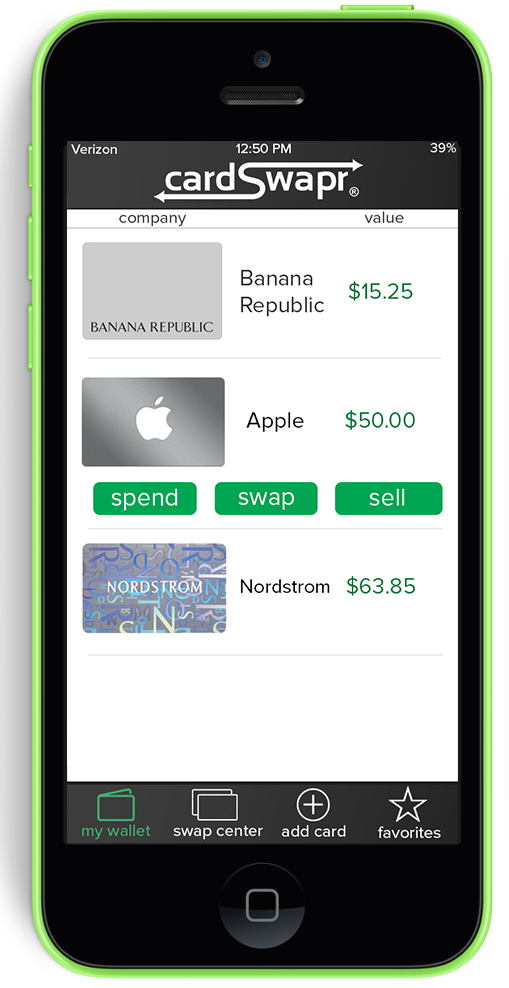 Verizon 12:50 PM 39%
cardSwapr®
company value
BANANA REPUBLIC
Banana
Republic
$15.25
Apple $50.00
spend swap sell
NORDSTROM
Nordstrom $63.85
my wallet swap center add card favorites